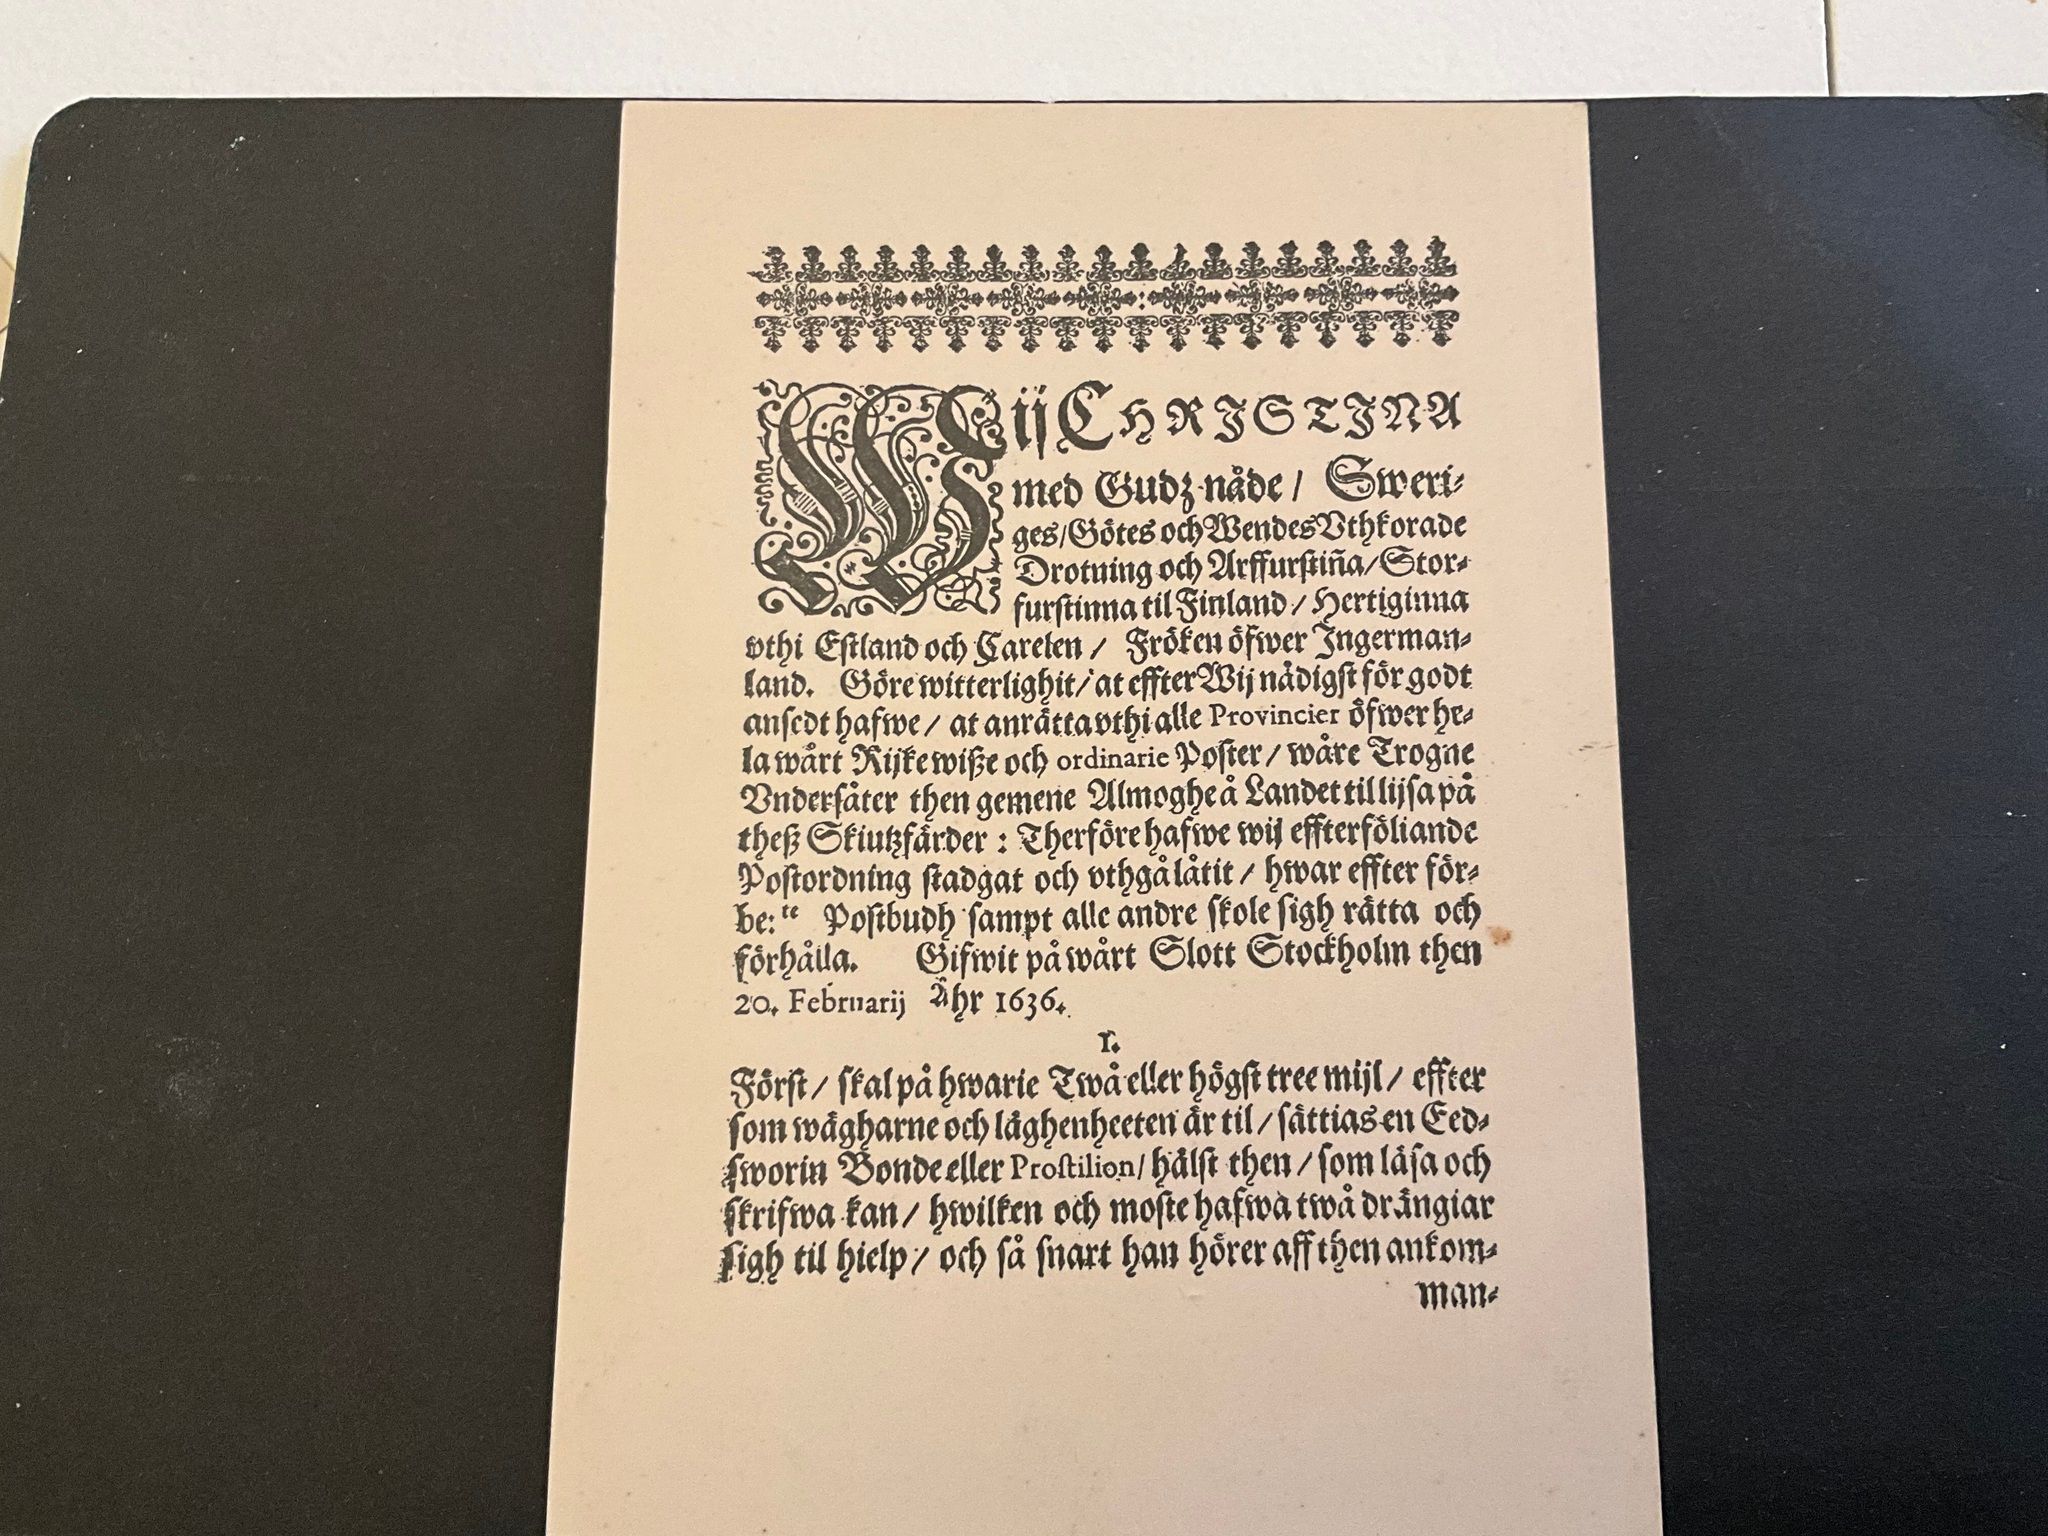 Wij CHRISTINA
med Gudz nåde / Sweri-
ges / Götes och Wendes Vthkorade
Drotning och Arffurstiña / Stor-
furstinna til Finland / Hertiginna
vthi Estland och Carelen / Fröken öfwer Jngerman-
land. Göre witterlighit / at effter Wij nådigst för godt
ansedt hafwe / at anrätta vthi alle Provincier öfwer he-
la wårt Rijke wiße och ordinarie Poster / wåre Trogne
Vndersåter then gemene Almoghe å Landet til lijsa på
theß Skiutzfärder : Therföre hafwe wij effterföliande
Postordning stadgat och vthgå låtit / hwar effter för-
be:te Postbudh sampt alle andre skole sigh rätta och
förhålla. Gifwit på wårt Slott Stockholm then
20. Februarij Åhr 1636.
1.
Först / skal på hwarie Twå eller högst tree mijl / effter
som wägharne och läghenheeten är til / sättias en Eed-
sworin Bonde eller Prostilion / hälst then / som läsa och
skrifwa kan / hwilken och moste hafwa twå drängiar
sigh til hielp / och så snart han hörer aff then ankom-
man-